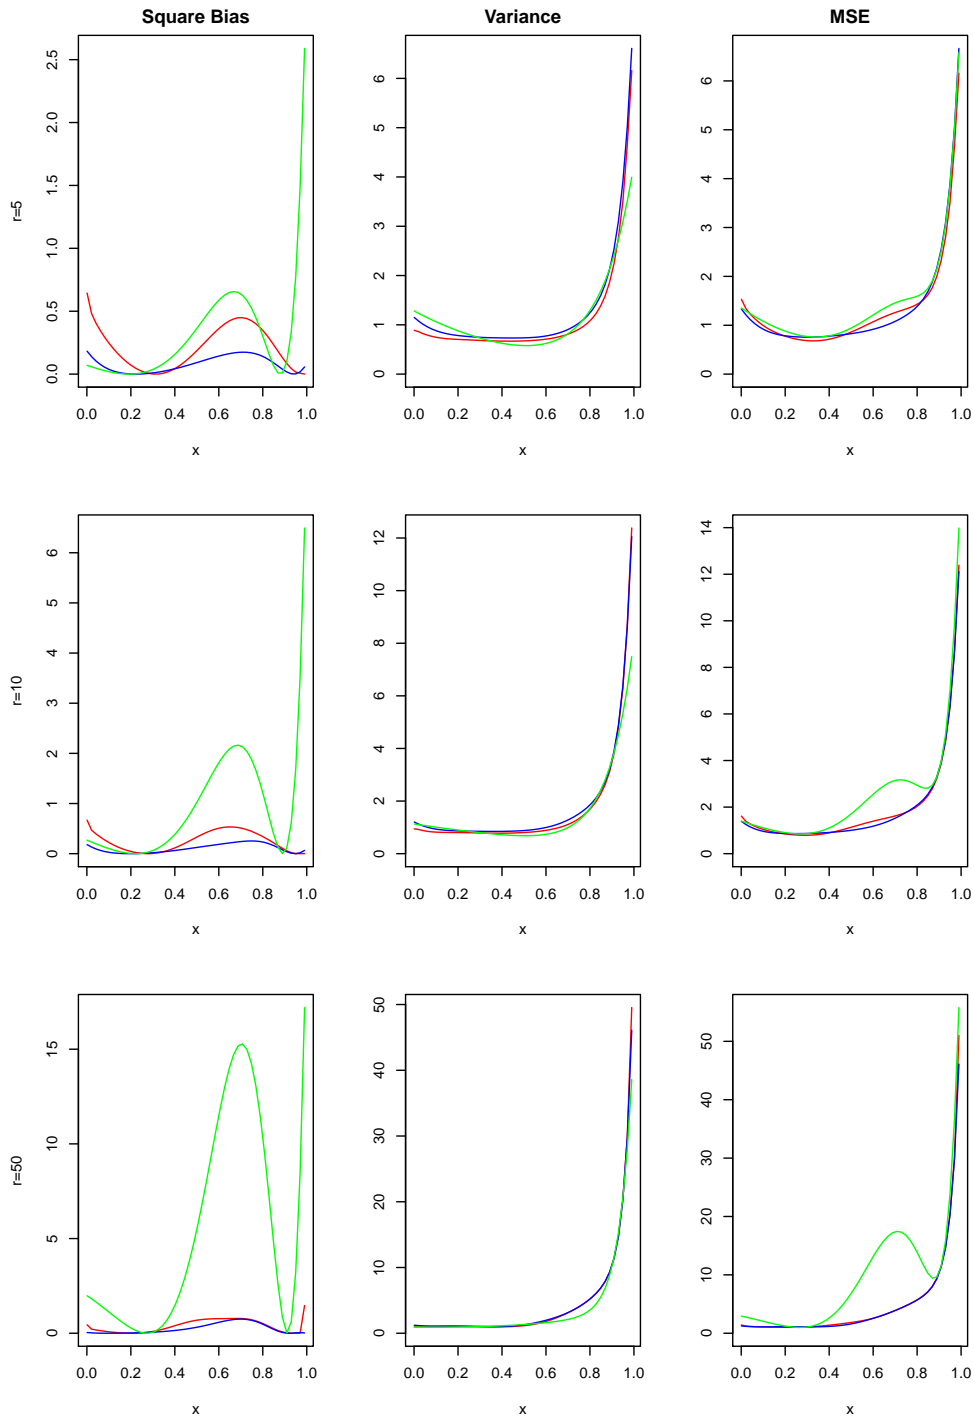 Square Bias
Variance
MSE
r=5
0.0 0.5 1.0 1.5 2.0 2.5
0 1 2 3 4 5 6
0 1 2 3 4 5 6
0.0 0.2 0.4 0.6 0.8 1.0
0.0 0.2 0.4 0.6 0.8 1.0
0.0 0.2 0.4 0.6 0.8 1.0
x
x
x
r=10
0 1 2 3 4 5 6
0 2 4 6 8 10 12
0 2 4 6 8 10 12 14
0.0 0.2 0.4 0.6 0.8 1.0
0.0 0.2 0.4 0.6 0.8 1.0
0.0 0.2 0.4 0.6 0.8 1.0
x
x
x
r=50
0 5 10 15
0 10 20 30 40 50
0 10 20 30 40 50
0.0 0.2 0.4 0.6 0.8 1.0
0.0 0.2 0.4 0.6 0.8 1.0
0.0 0.2 0.4 0.6 0.8 1.0
x
x
x